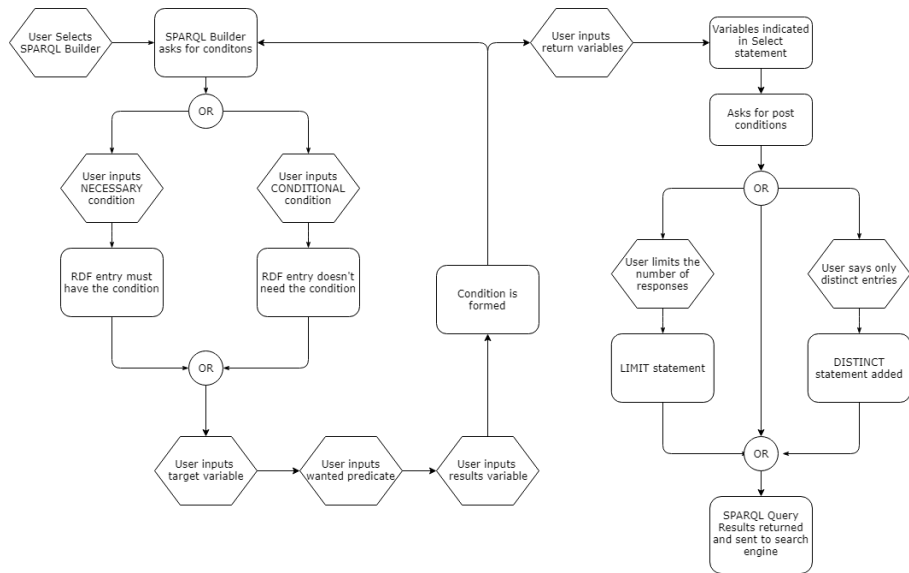 User Selects
SPARQL Builder
SPARQL Builder
asks for conditons
OR
User inputs
NECESSARY
condition
User inputs
CONDITIONAL
condition
RDF entry must
have the condition
RDF entry doesn't
need the condition
OR
User inputs
target variable
User inputs
wanted predicate
User inputs
results variable
Condition is
formed
User inputs
return variables
Variables indicated
in Select
statement
Asks for post
conditions
OR
User limits the
number of
responses
User says only
distinct entries
LIMIT statement
DISTINCT
statement added
OR
SPARQL Query
Results returned
and sent to search
engine